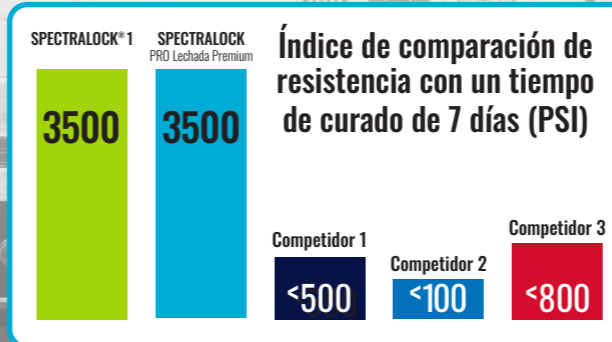 SPECTRALOCK® 1
SPECTRALOCK
PRO Lechada Premium
Índice de comparación de
resistencia con un tiempo
de curado de 7 días (PSI)
3500
3500
Competidor 1
Competidor 2
Competidor 3
<500
<100
<800